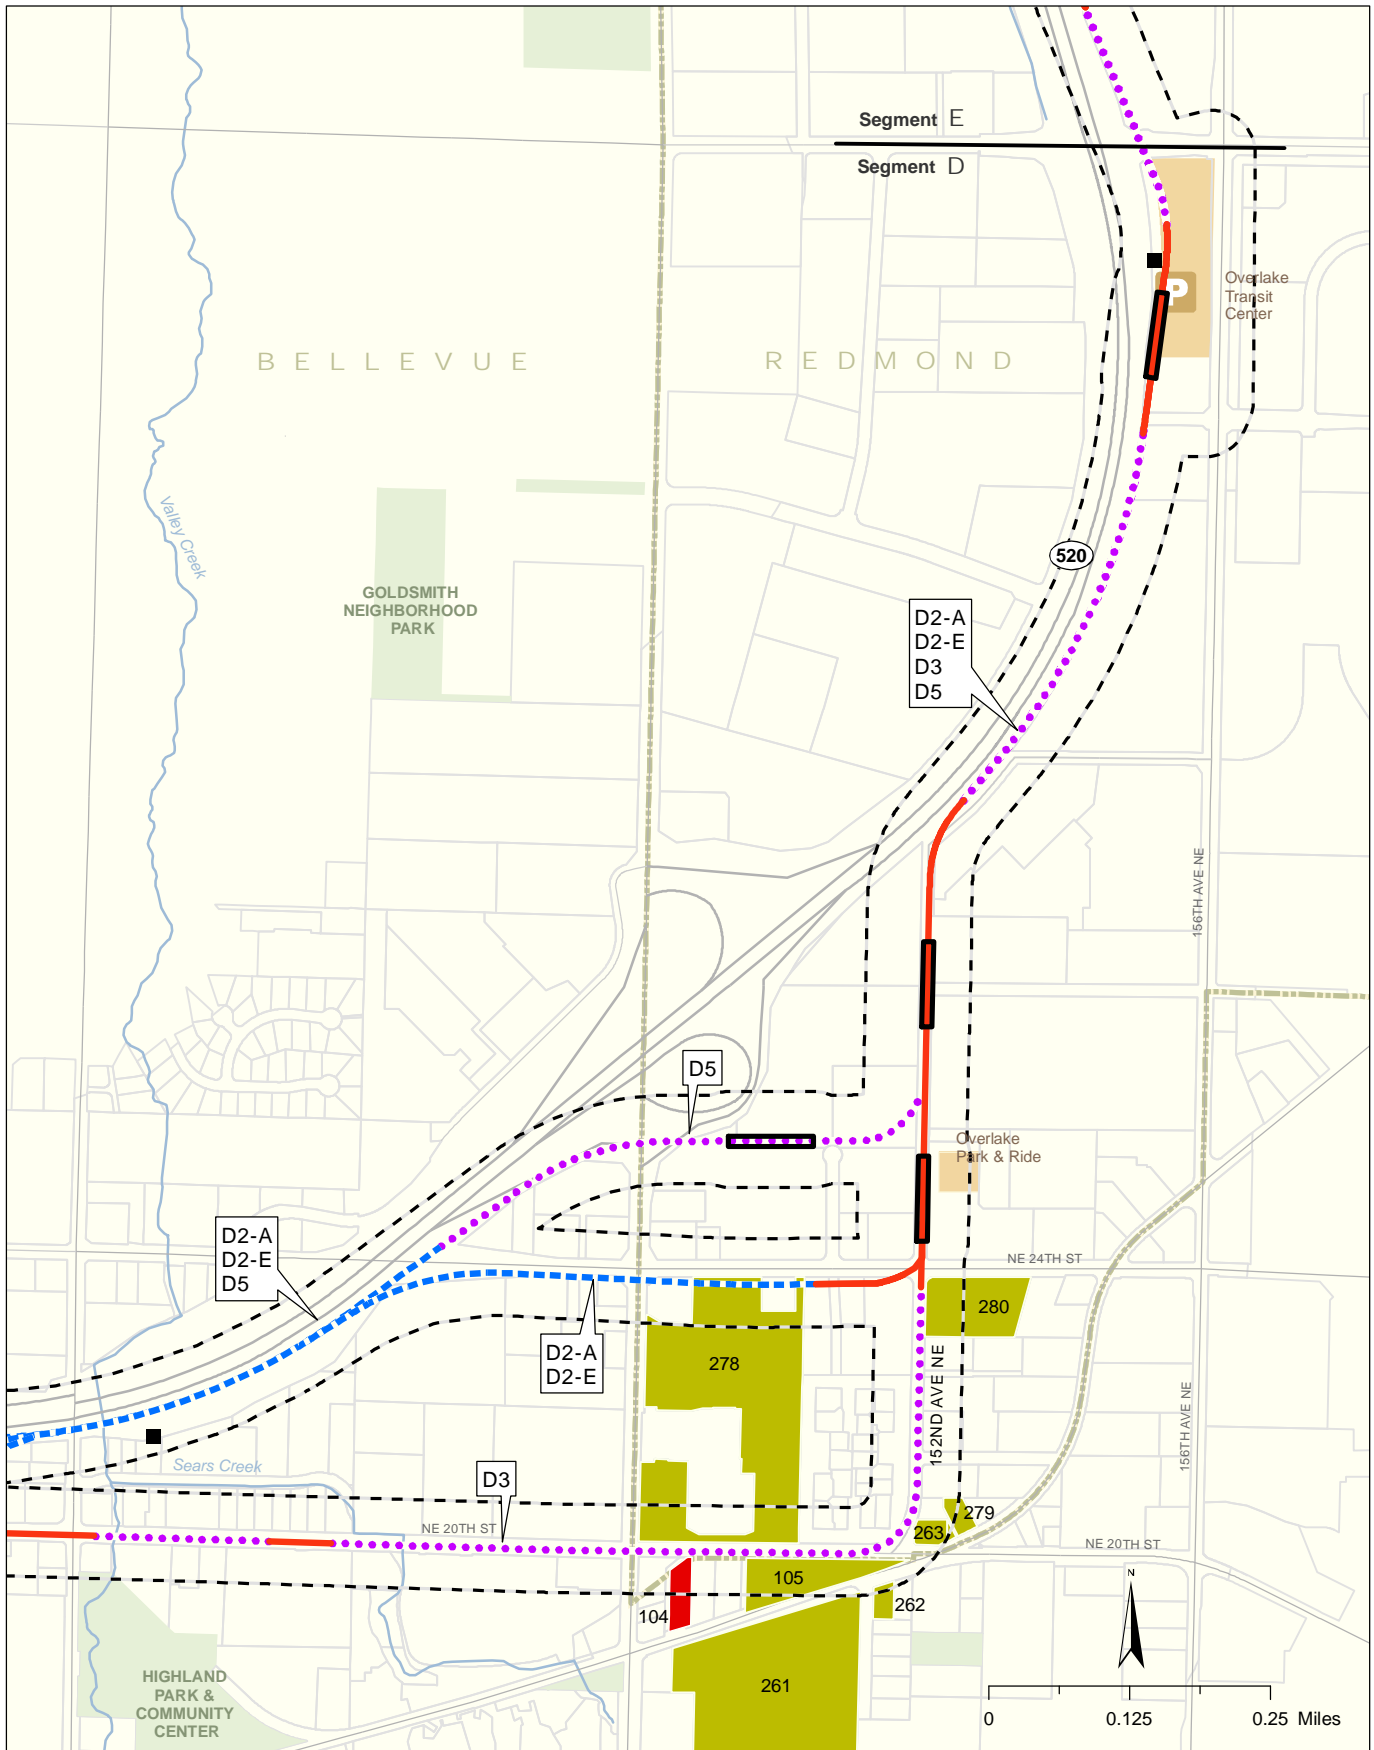 Segment E
Segment D
P
Overlake
Transit
Center
BELLEVUE
REDMOND
Valley Creek
520
GOLDSMITH
NEIGHBORHOOD
PARK
D2-A
D2-E
D3
D5
156TH AVE NE
D5
Overlake
Park & Ride
D2-A
D2-E
D5
NE 24TH ST
280
D2-A
D2-E
278
152ND AVE NE
156TH AVE NE
Sears Creek
D3
279
NE 20TH ST
263
NE 20TH ST
105
N
104
262
HIGHLAND
PARK &
COMMUNITY
CENTER
261
0 0.125 0.25 Miles